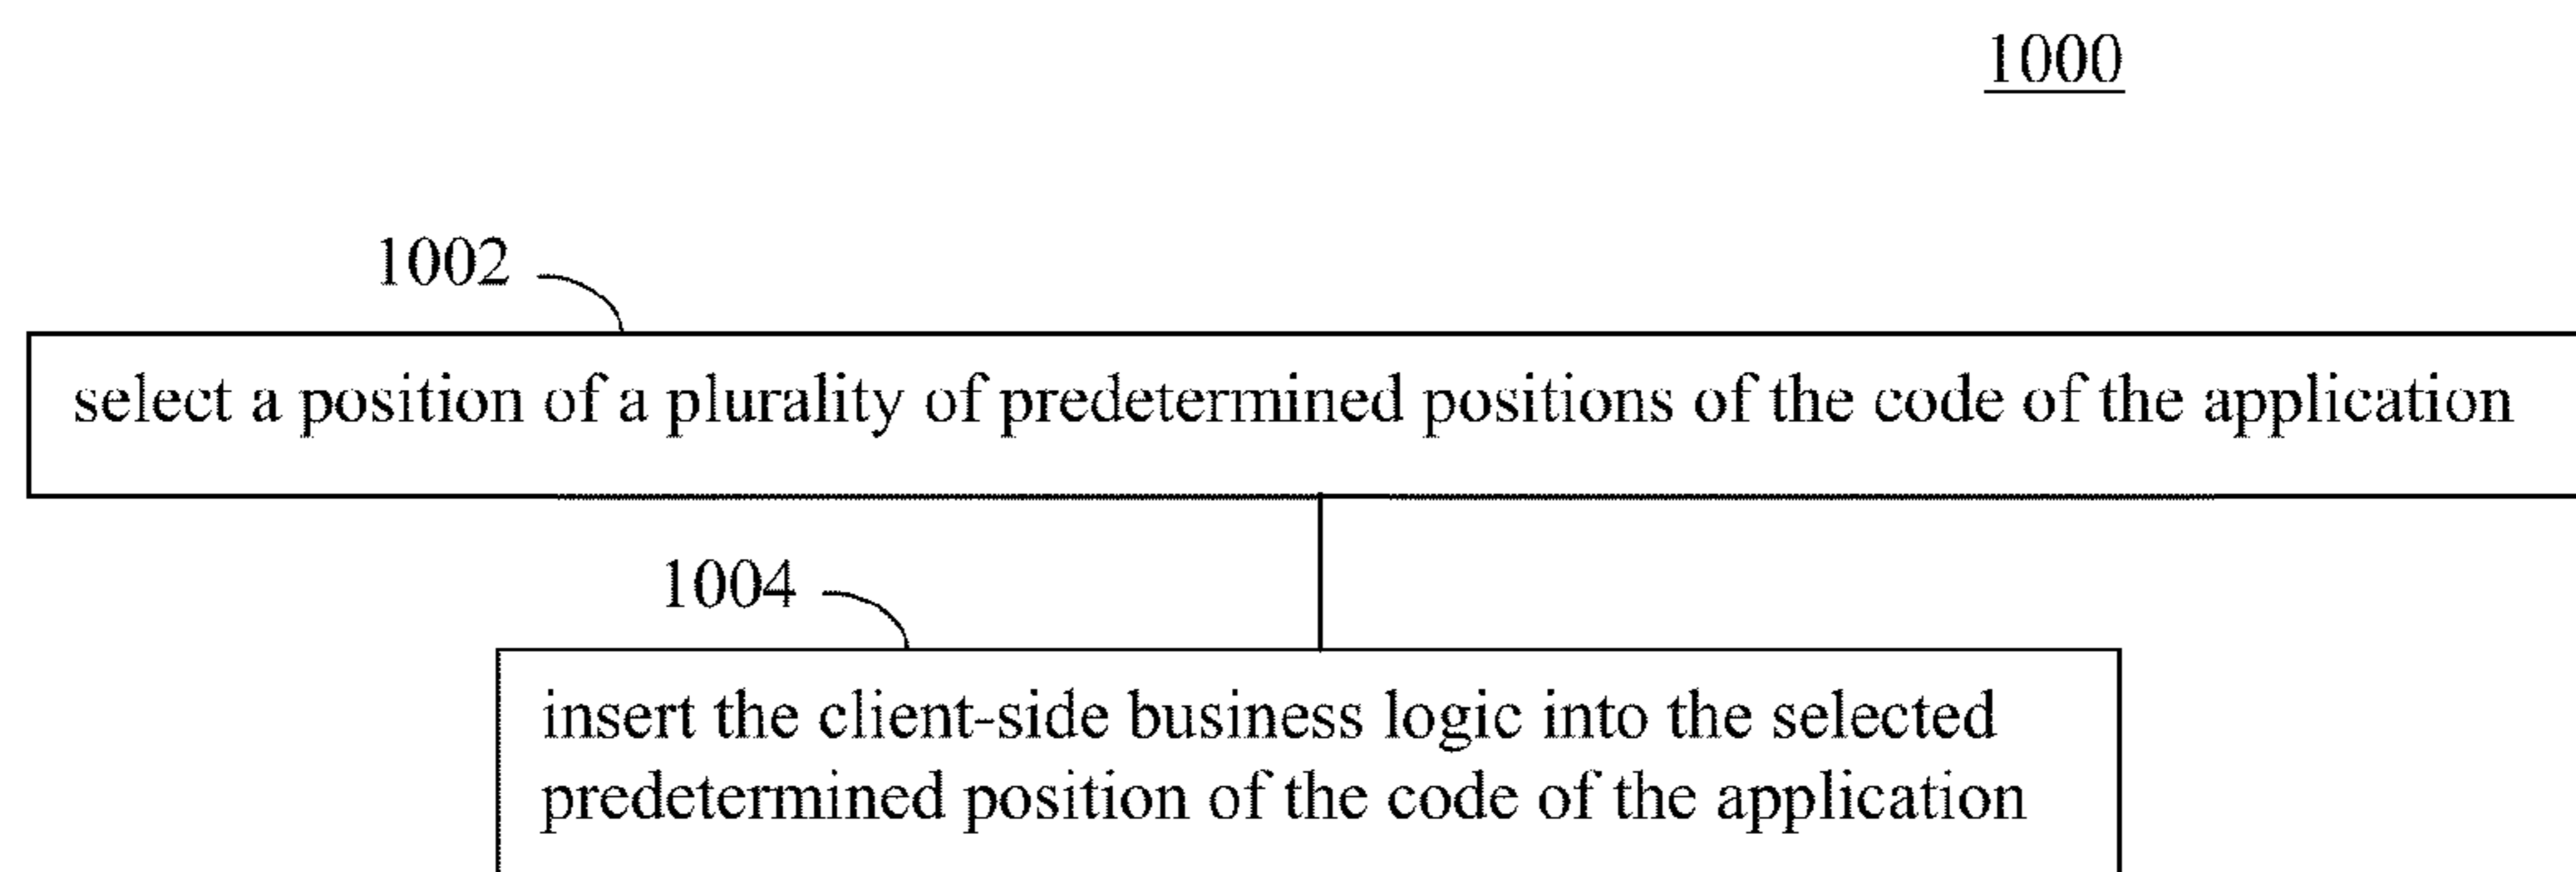 1000
1002
select a position of a plurality of predetermined positions of the code of the application
1004
insert the client-side business logic into the selected
predetermined position of the code of the application